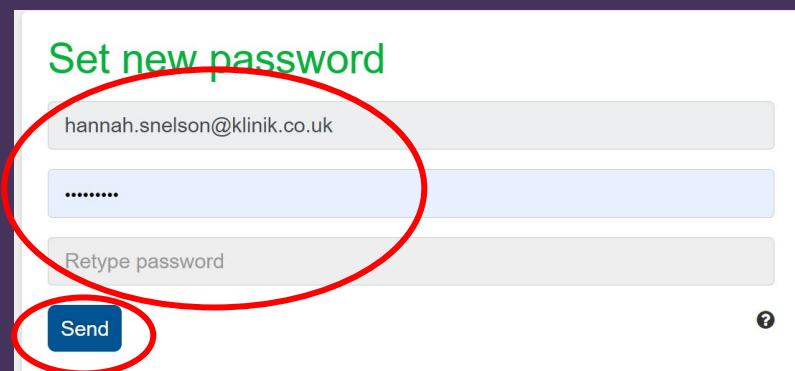 Set new password
hannah.snelson@klinik.co.uk
•••••••••
Retype password
Send
?